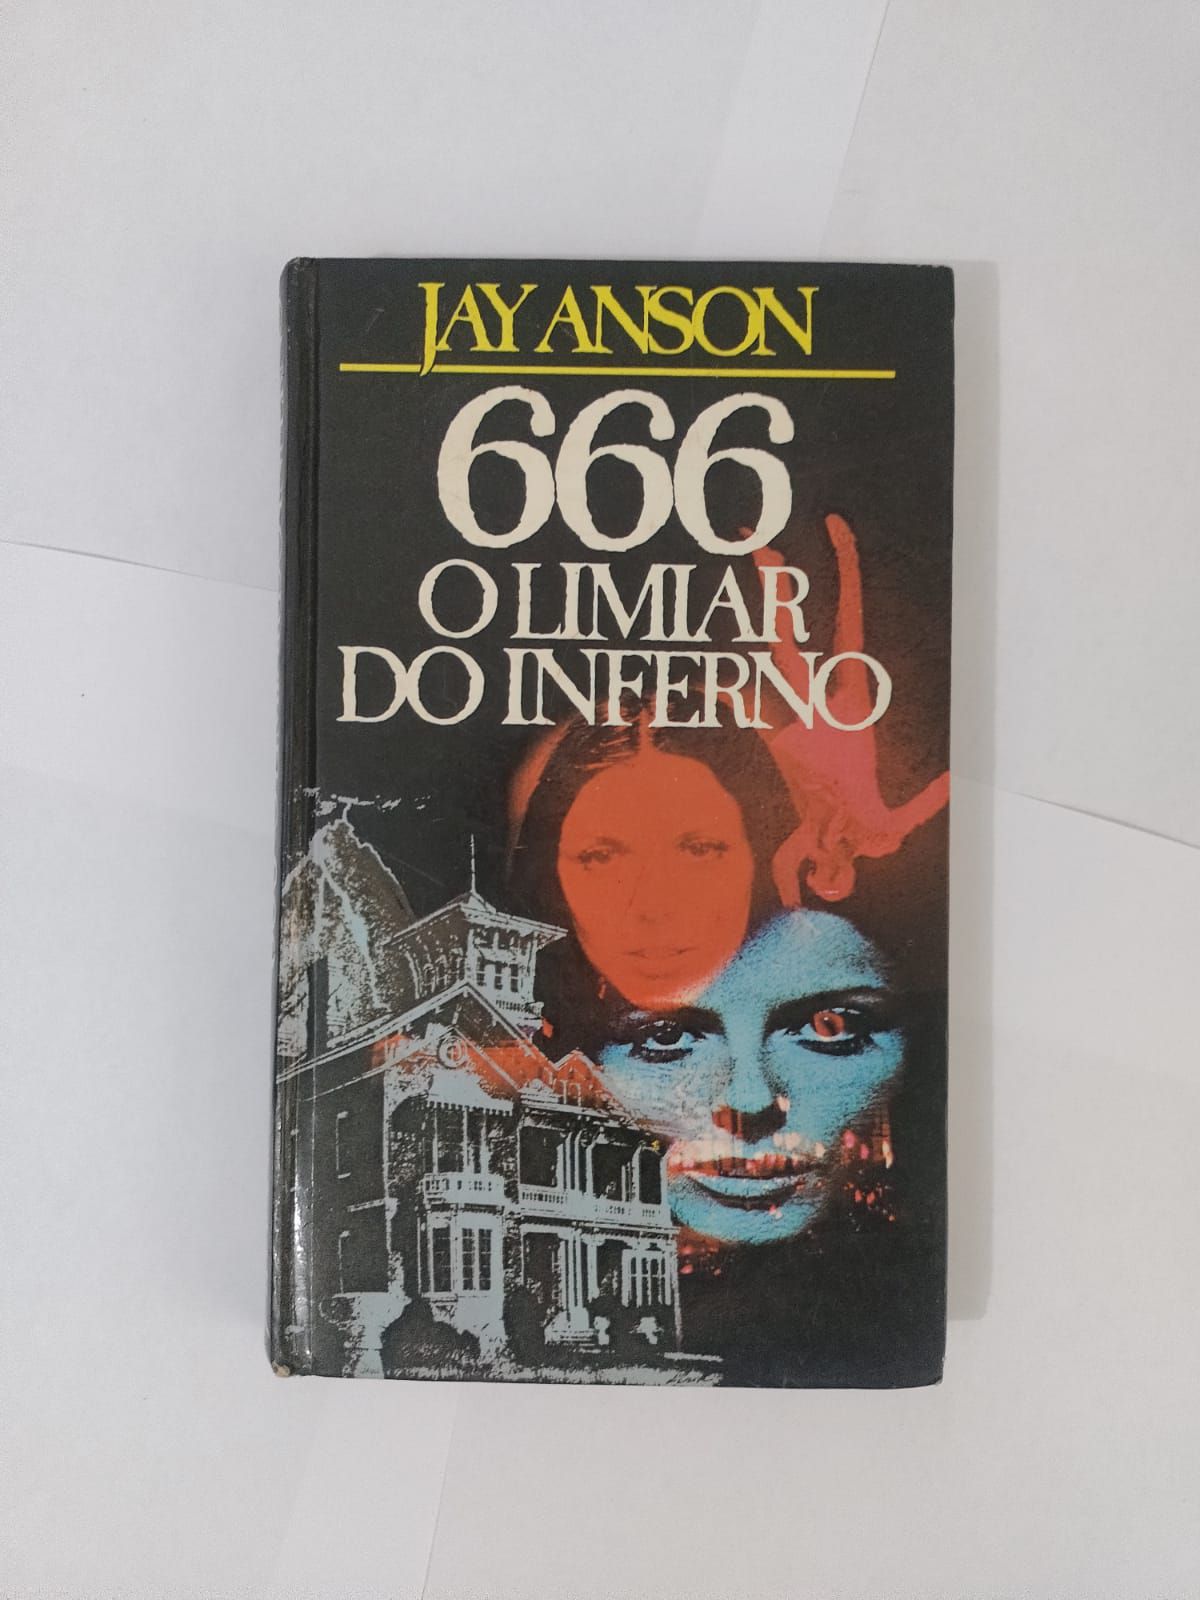 JAY ANSON
666
O LIMIAR
DO INFERNO